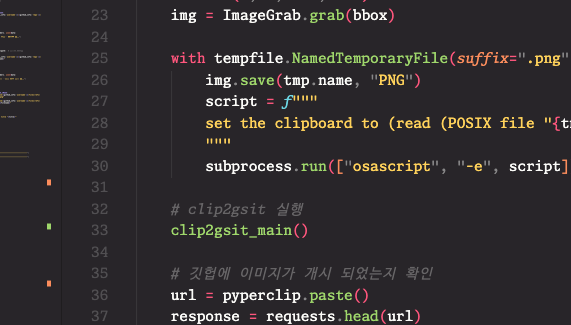 23 img = ImageGrab.grab(bbox)
24
25 with tempfile.NamedTemporaryFile(suffix=".png"
26 img.save(tmp.name, "PNG")
27 script = f"""
28 set the clipboard to (read (POSIX file "{t
29 """
30 subprocess.run(["osascript", "-e", script]
31
32 # clip2gsit 실행
33 clip2gsit_main()
34
35 # 깃헙에 이미지가 개시 되었는지 확인
36 url = pyperclip.paste()
37 response = requests.head(url)